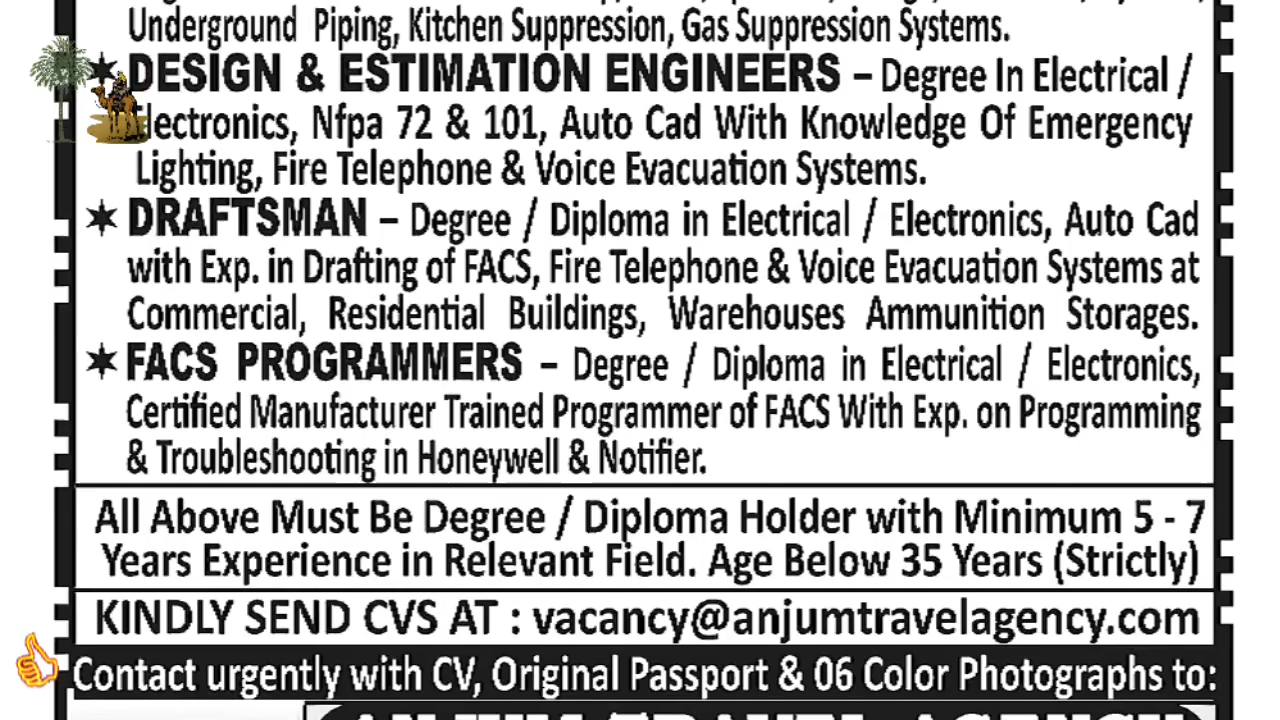 Underground Piping, Kitchen Suppression, Gas Suppression Systems.
DESIGN & ESTIMATION ENGINEERS – Degree In Electrical /
Electronics, Nfpa 72 & 101, Auto Cad With Knowledge Of Emergency
Lighting, Fire Telephone & Voice Evacuation Systems.
DRAFTSMAN – Degree / Diploma in Electrical / Electronics, Auto Cad
with Exp. in Drafting of FACS, Fire Telephone & Voice Evacuation Systems at
Commercial, Residential Buildings, Warehouses Ammunition Storages.
FACS PROGRAMMERS – Degree / Diploma in Electrical / Electronics,
Certified Manufacturer Trained Programmer of FACS With Exp. on Programming
& Troubleshooting in Honeywell & Notifier.
All Above Must Be Degree / Diploma Holder with Minimum 5 - 7
Years Experience in Relevant Field. Age Below 35 Years (Strictly)
KINDLY SEND CVS AT : vacancy@anjumtravelagency.com
Contact urgently with CV, Original Passport & 06 Color Photographs to:
ANJUM TRAVEL AGENCY